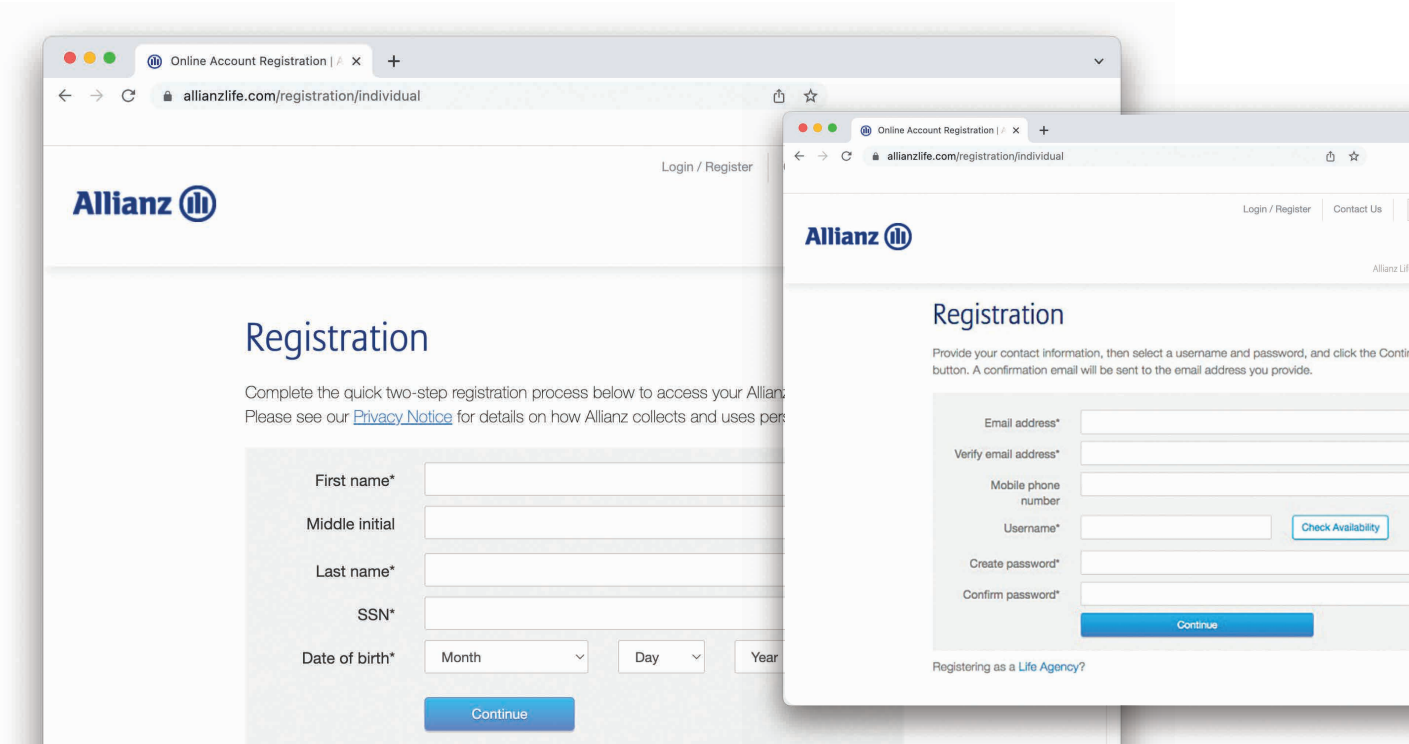 Online Account Registration | A
allianzlife.com/registration/individual
Login / Register
Allianz
Registration
Complete the quick two-step registration process below to access your Allianz
Please see our Privacy Notice for details on how Allianz collects and uses
First name*
Middle initial
Last name*
SSN*
Date of birth* Month Day Year
Continue
Online Account Registration | A
allianzlife.com/registration/individual
Login / Register Contact Us
Allianz
Allianz
Registration
Provide your contact information, then select a username and password, and click the
button. A confirmation email will be sent to the email address you provide.
Email address*
Verify email address*
Mobile phone
number
Username* Check Availability
Create password*
Confirm password*
Continue
Registering as a Life Agency?